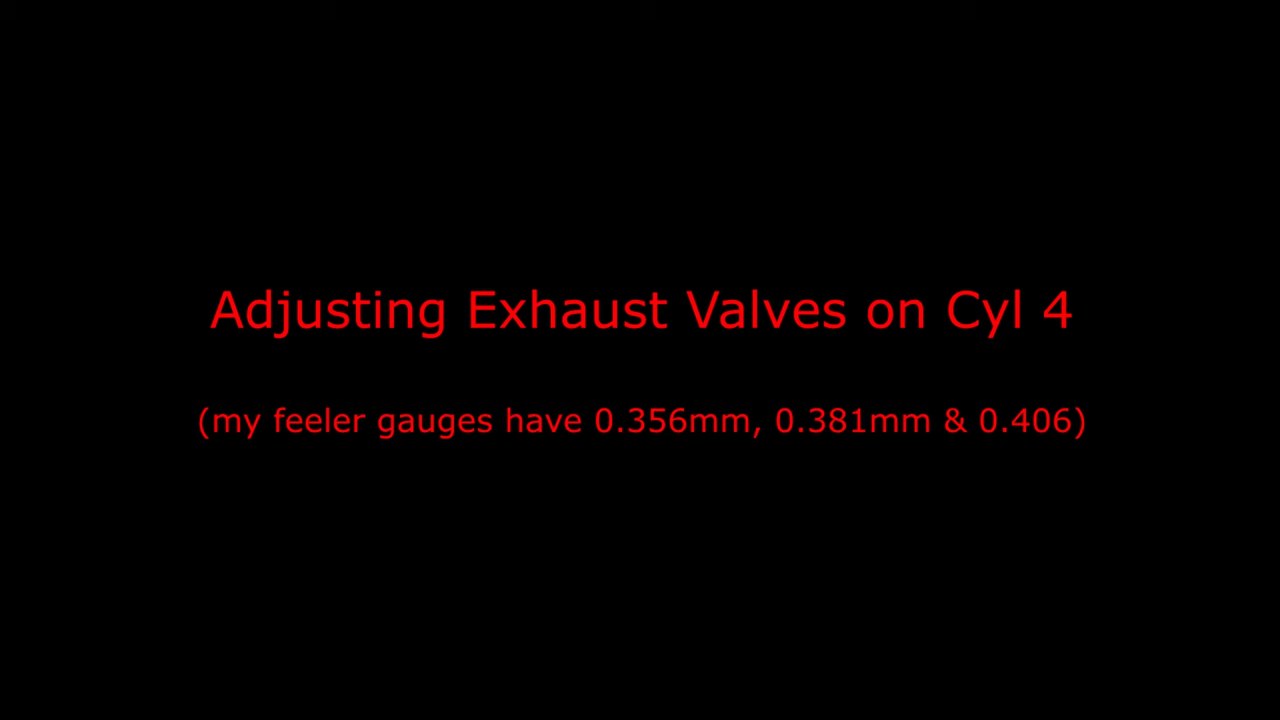 Adjusting Exhaust Valves on Cyl 4
(my feeler gauges have 0.356mm, 0.381mm & 0.406)